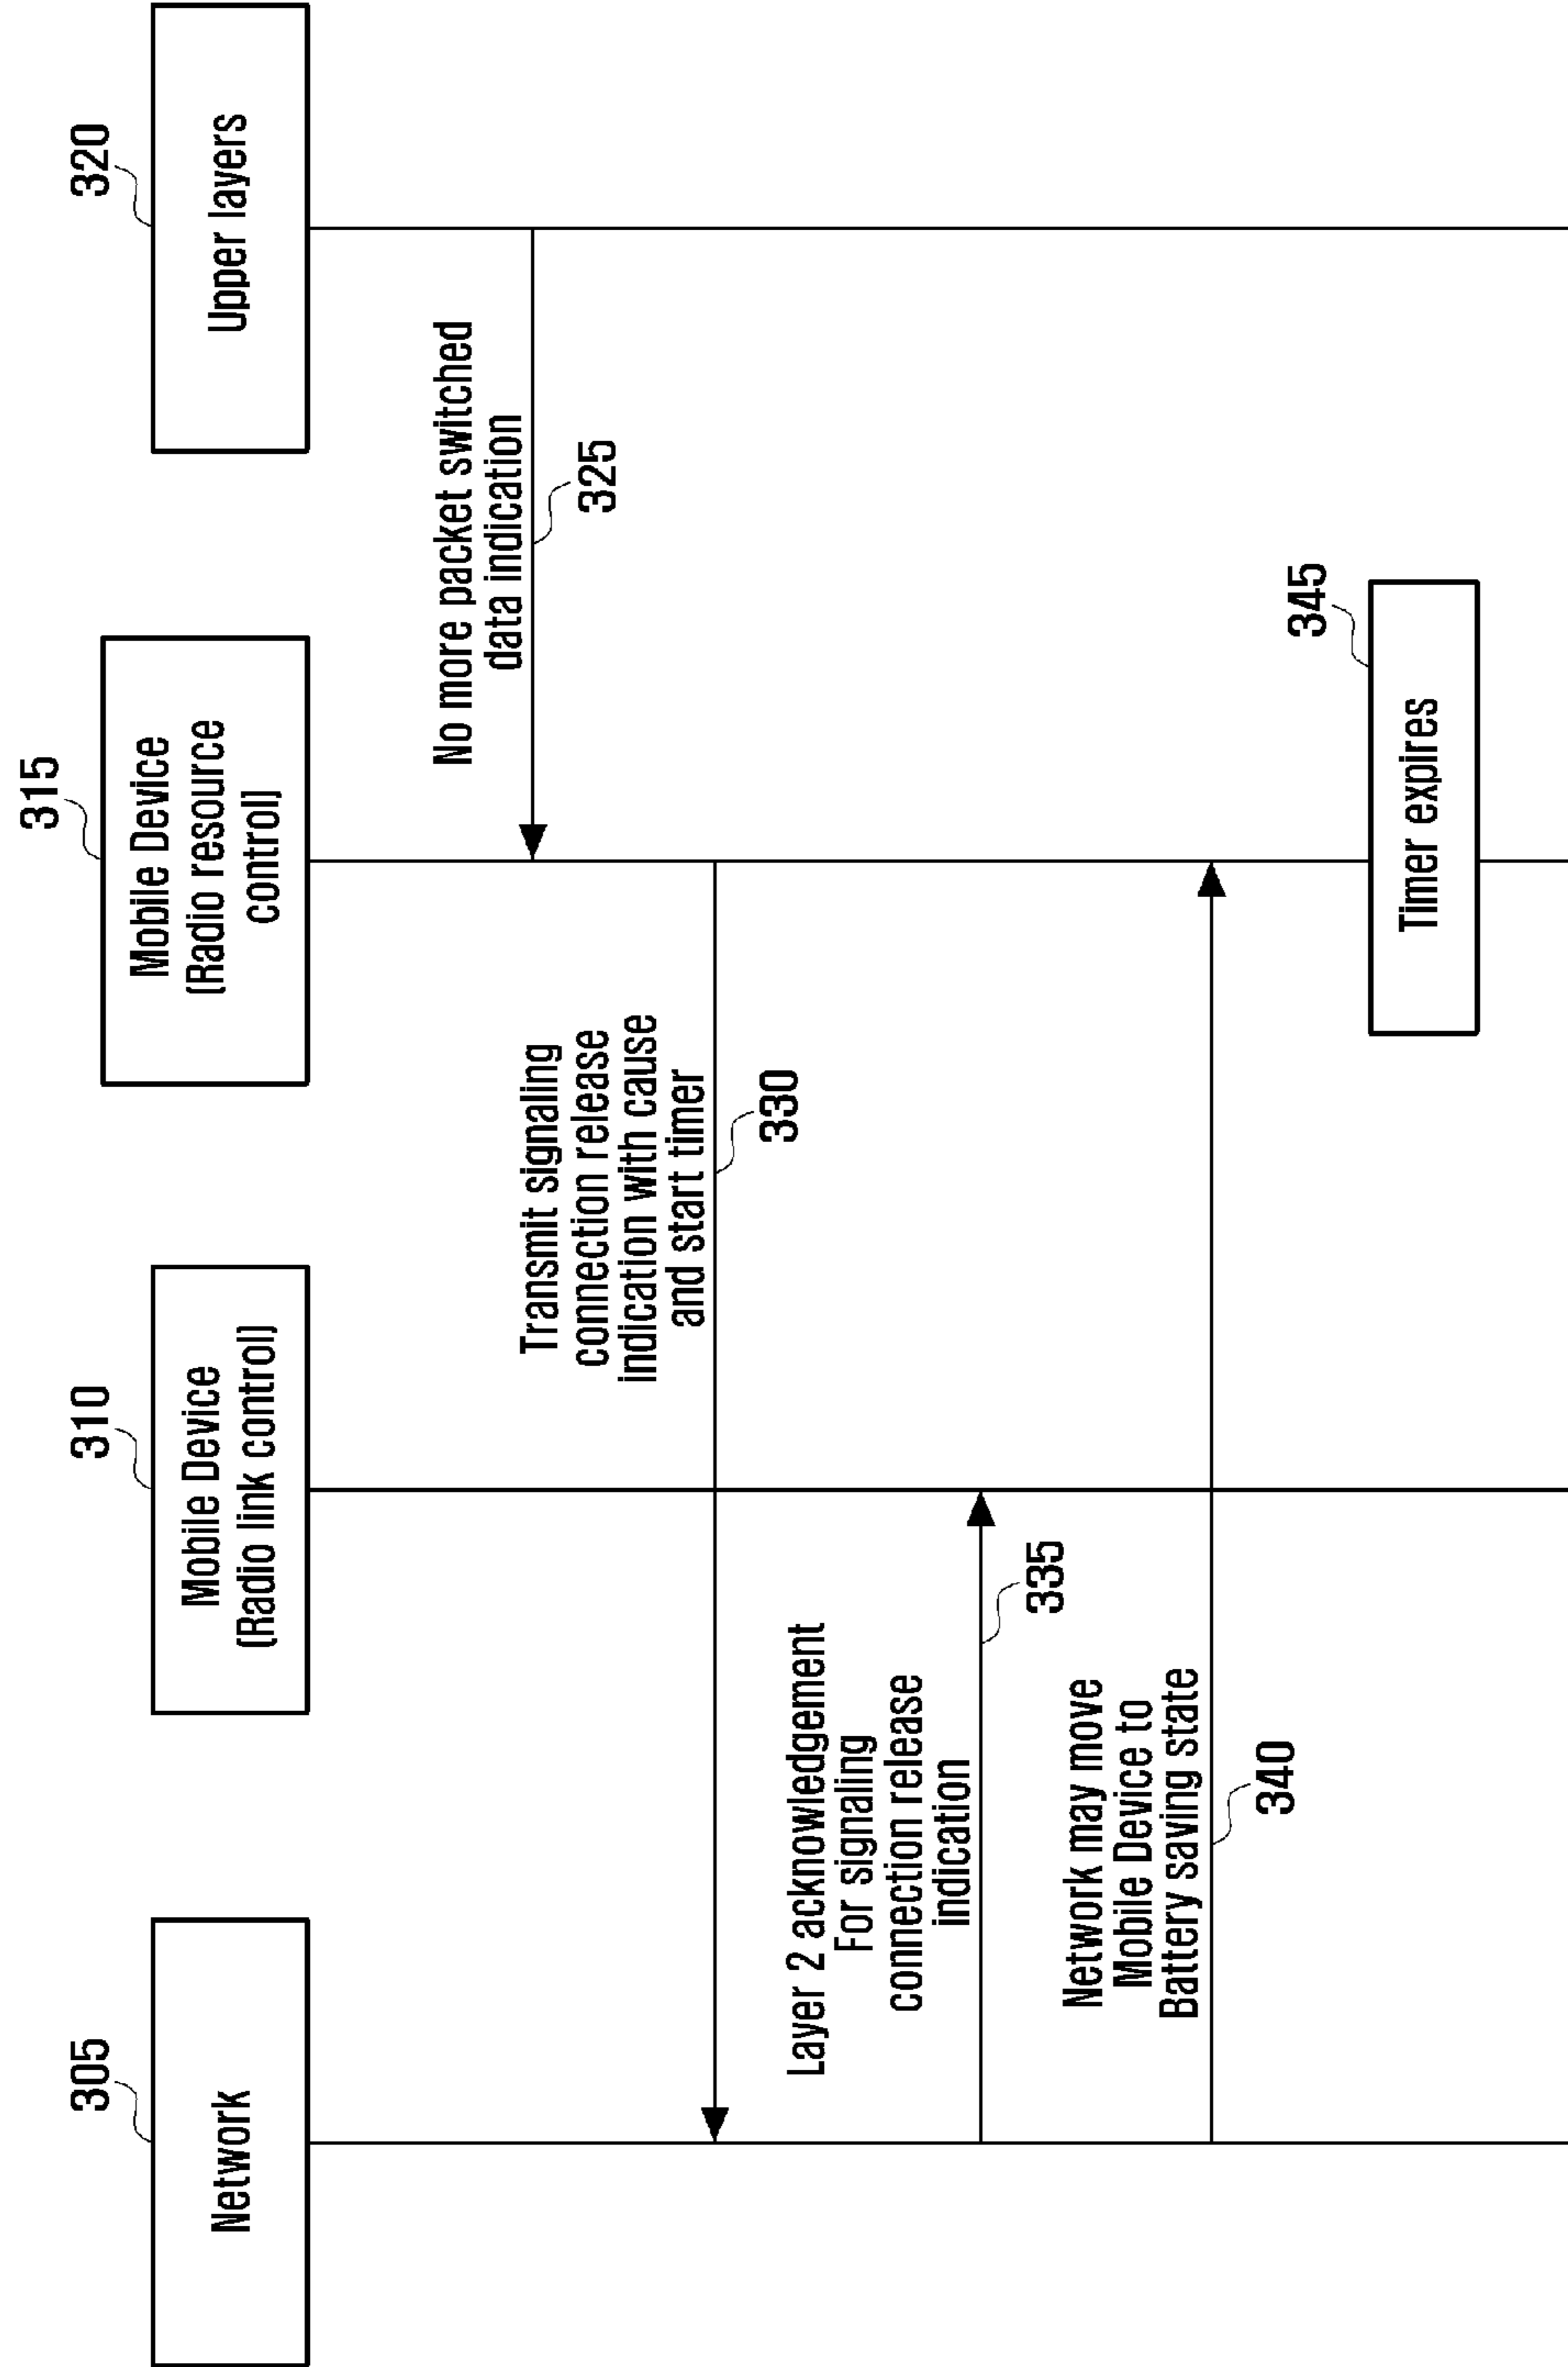 305
Network
310
Mobile Device
(Radio link control)
315
Mobile Device
(Radio resource
control)
320
Upper layers
No more packet switched
data indication
325
Transmit signaling
connection release
indication with cause
and start timer
330
Layer 2 acknowledgement
For signaling
connection release
indication
335
Network may move
Mobile Device to
Battery saving state
340
345
Timer expires